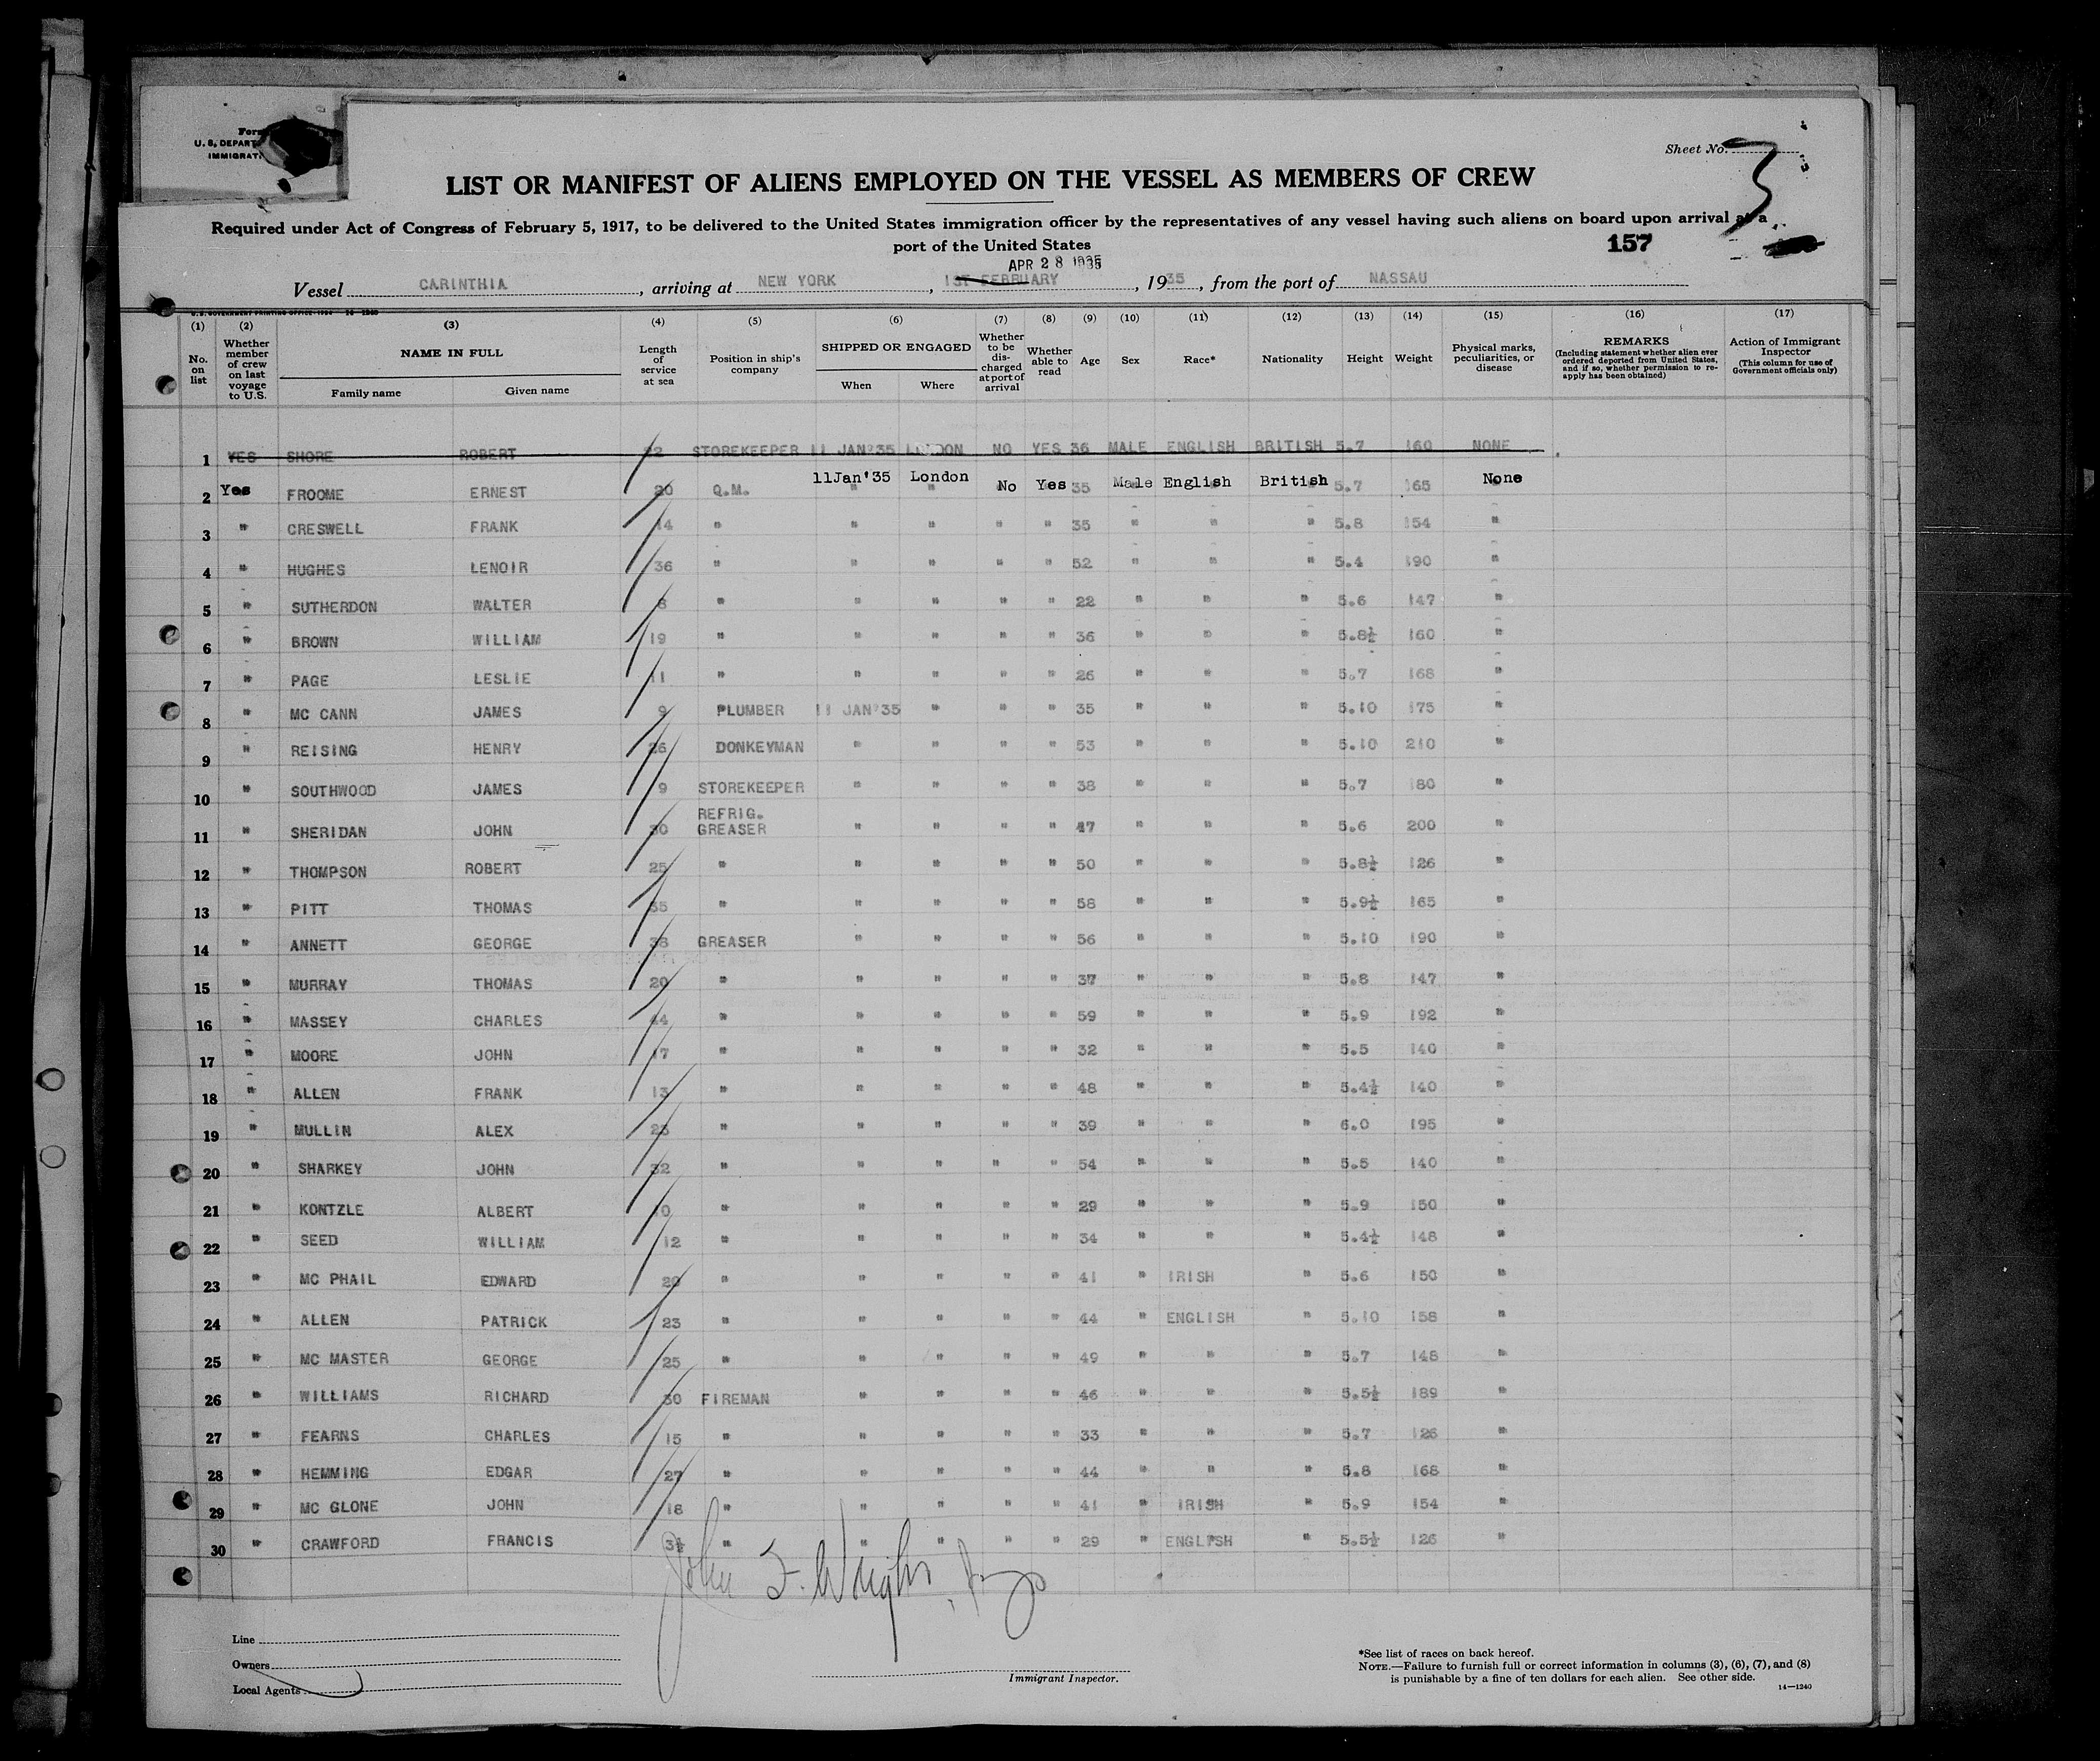 Form
U. S. DEPART
IMMIGRATI
Sheet No. 3
LIST OR MANIFEST OF ALIENS EMPLOYED ON THE VESSEL AS MEMBERS OF CREW
Required under Act of Congress of February 5, 1917, to be delivered to the United States immigration officer by the representatives of any vessel having such aliens on board upon arrival at a
port of the United States
157
APR 28 1935
Vessel CARINTHIA, arriving at NEW YORK, 1ST FEBRUARY, 1935, from the port of NASSAU
(1) (2) (3) (4) (5) (6) (7) (8) (9) (10) (11) (12) (13) (14) (15) (16) (17)
No. on list
Whether member of crew on last voyage to U.S.
NAME IN FULL
Family name Given name
Length of service at sea
Position in ship's company
SHIPPED OR ENGAGED
When Where
Whether to be discharged at port of arrival
Whether able to read
Age
Sex
Race*
Nationality
Height
Weight
Physical marks, peculiarities, or disease
REMARKS
(Including statement whether alien ever ordered deported from United States, and if so, whether permission to reapply has been obtained)
Action of Immigrant Inspector
(This column for use of Government officials only)
1 YES SHORE ROBERT STOREKEEPER 11 JAN'35 LONDON NO YES 36 MALE ENGLISH BRITISH 5.7 160 NONE
2 Yes FROOME ERNEST 20 Q.M. 11Jan'35 London No Yes 35 Male English British 5.7 165 None
3 " CRESWELL FRANK 14 " " " " " 35 " " " 5.8 154 "
4 " HUGHES LENOIR 36 " " " " " 52 " " " 5.4 190 "
5 " SUTHERDON WALTER 8 " " " " " 22 " " " 5.6 147 "
6 " BROWN WILLIAM 19 " " " " " 36 " " " 5.8½ 160 "
7 " PAGE LESLIE 11 " " " " " 26 " " " 5.7 168 "
8 " MC CANN JAMES 9 PLUMBER 11 JAN'35 " " " 35 " " " 5.10 175 "
9 " REISING HENRY 26 DONKEYMAN " " " " 53 " " " 5.10 210 "
10 " SOUTHWOOD JAMES 9 STOREKEEPER " " " " 38 " " " 5.7 180 "
11 " SHERIDAN JOHN 30 REFRIG. GREASER " " " " 47 " " " 5.6 200 "
12 " THOMPSON ROBERT 25 " " " " " 50 " " " 5.8½ 126 "
13 " PITT THOMAS 35 " " " " " 58 " " " 5.9½ 165 "
14 " ANNETT GEORGE 38 GREASER " " " " 56 " " " 5.10 190 "
15 " MURRAY THOMAS 20 " " " " " 37 " " " 5.8 147 "
16 " MASSEY CHARLES 44 " " " " " 59 " " " 5.9 192 "
17 " MOORE JOHN 17 " " " " " 32 " " " 5.5 140 "
18 " ALLEN FRANK 13 " " " " " 48 " " " 5.4½ 140 "
19 " MULLIN ALEX 23 " " " " " 39 " " " 6.0 195 "
20 " SHARKEY JOHN 32 " " " " " 54 " " " 5.5 140 "
21 " KONTZLE ALBERT 10 " " " " " 29 " " " 5.9 150 "
22 " SEED WILLIAM 12 " " " " " 34 " " " 5.4½ 148 "
23 " MC PHAIL EDWARD 20 " " " " " 41 " IRISH " 5.6 150 "
24 " ALLEN PATRICK 23 " " " " " 44 " ENGLISH " 5.10 158 "
25 " MC MASTER GEORGE 25 " " " " " 49 " " " 5.7 148 "
26 " WILLIAMS RICHARD 30 FIREMAN " " " " 46 " " " 5.5½ 189 "
27 " FEARNS CHARLES 15 " " " " " 33 " " " 5.7 126 "
28 " HEMMING EDGAR 27 " " " " " 44 " " " 5.8 168 "
29 " MC GLONE JOHN 18 " " " " " 41 " IRISH " 5.9 154 "
30 " CRAWFORD FRANCIS 3½ " " " " " 29 " ENGLISH " 5.5½ 126 "
John F. Wright
Line
Owners
Local Agents
Immigrant Inspector.
*See list of races on back hereof.
NOTE.—Failure to furnish full or correct information in columns (3), (6), (7), and (8)
is punishable by a fine of ten dollars for each alien. See other side.
14—1240